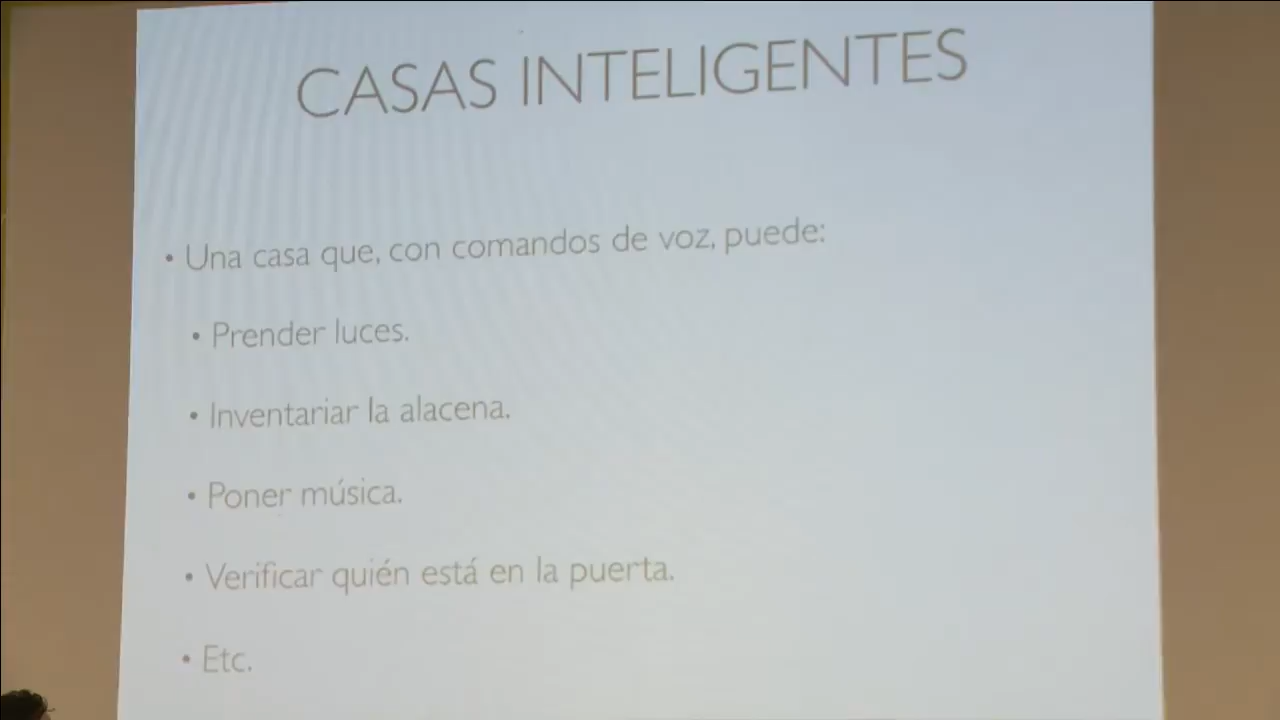 CASAS INTELIGENTES
• Una casa que, con comandos de voz, puede:
• Prender luces.
• Inventariar la alacena.
• Poner música.
• Verificar quién está en la puerta.
• Etc.